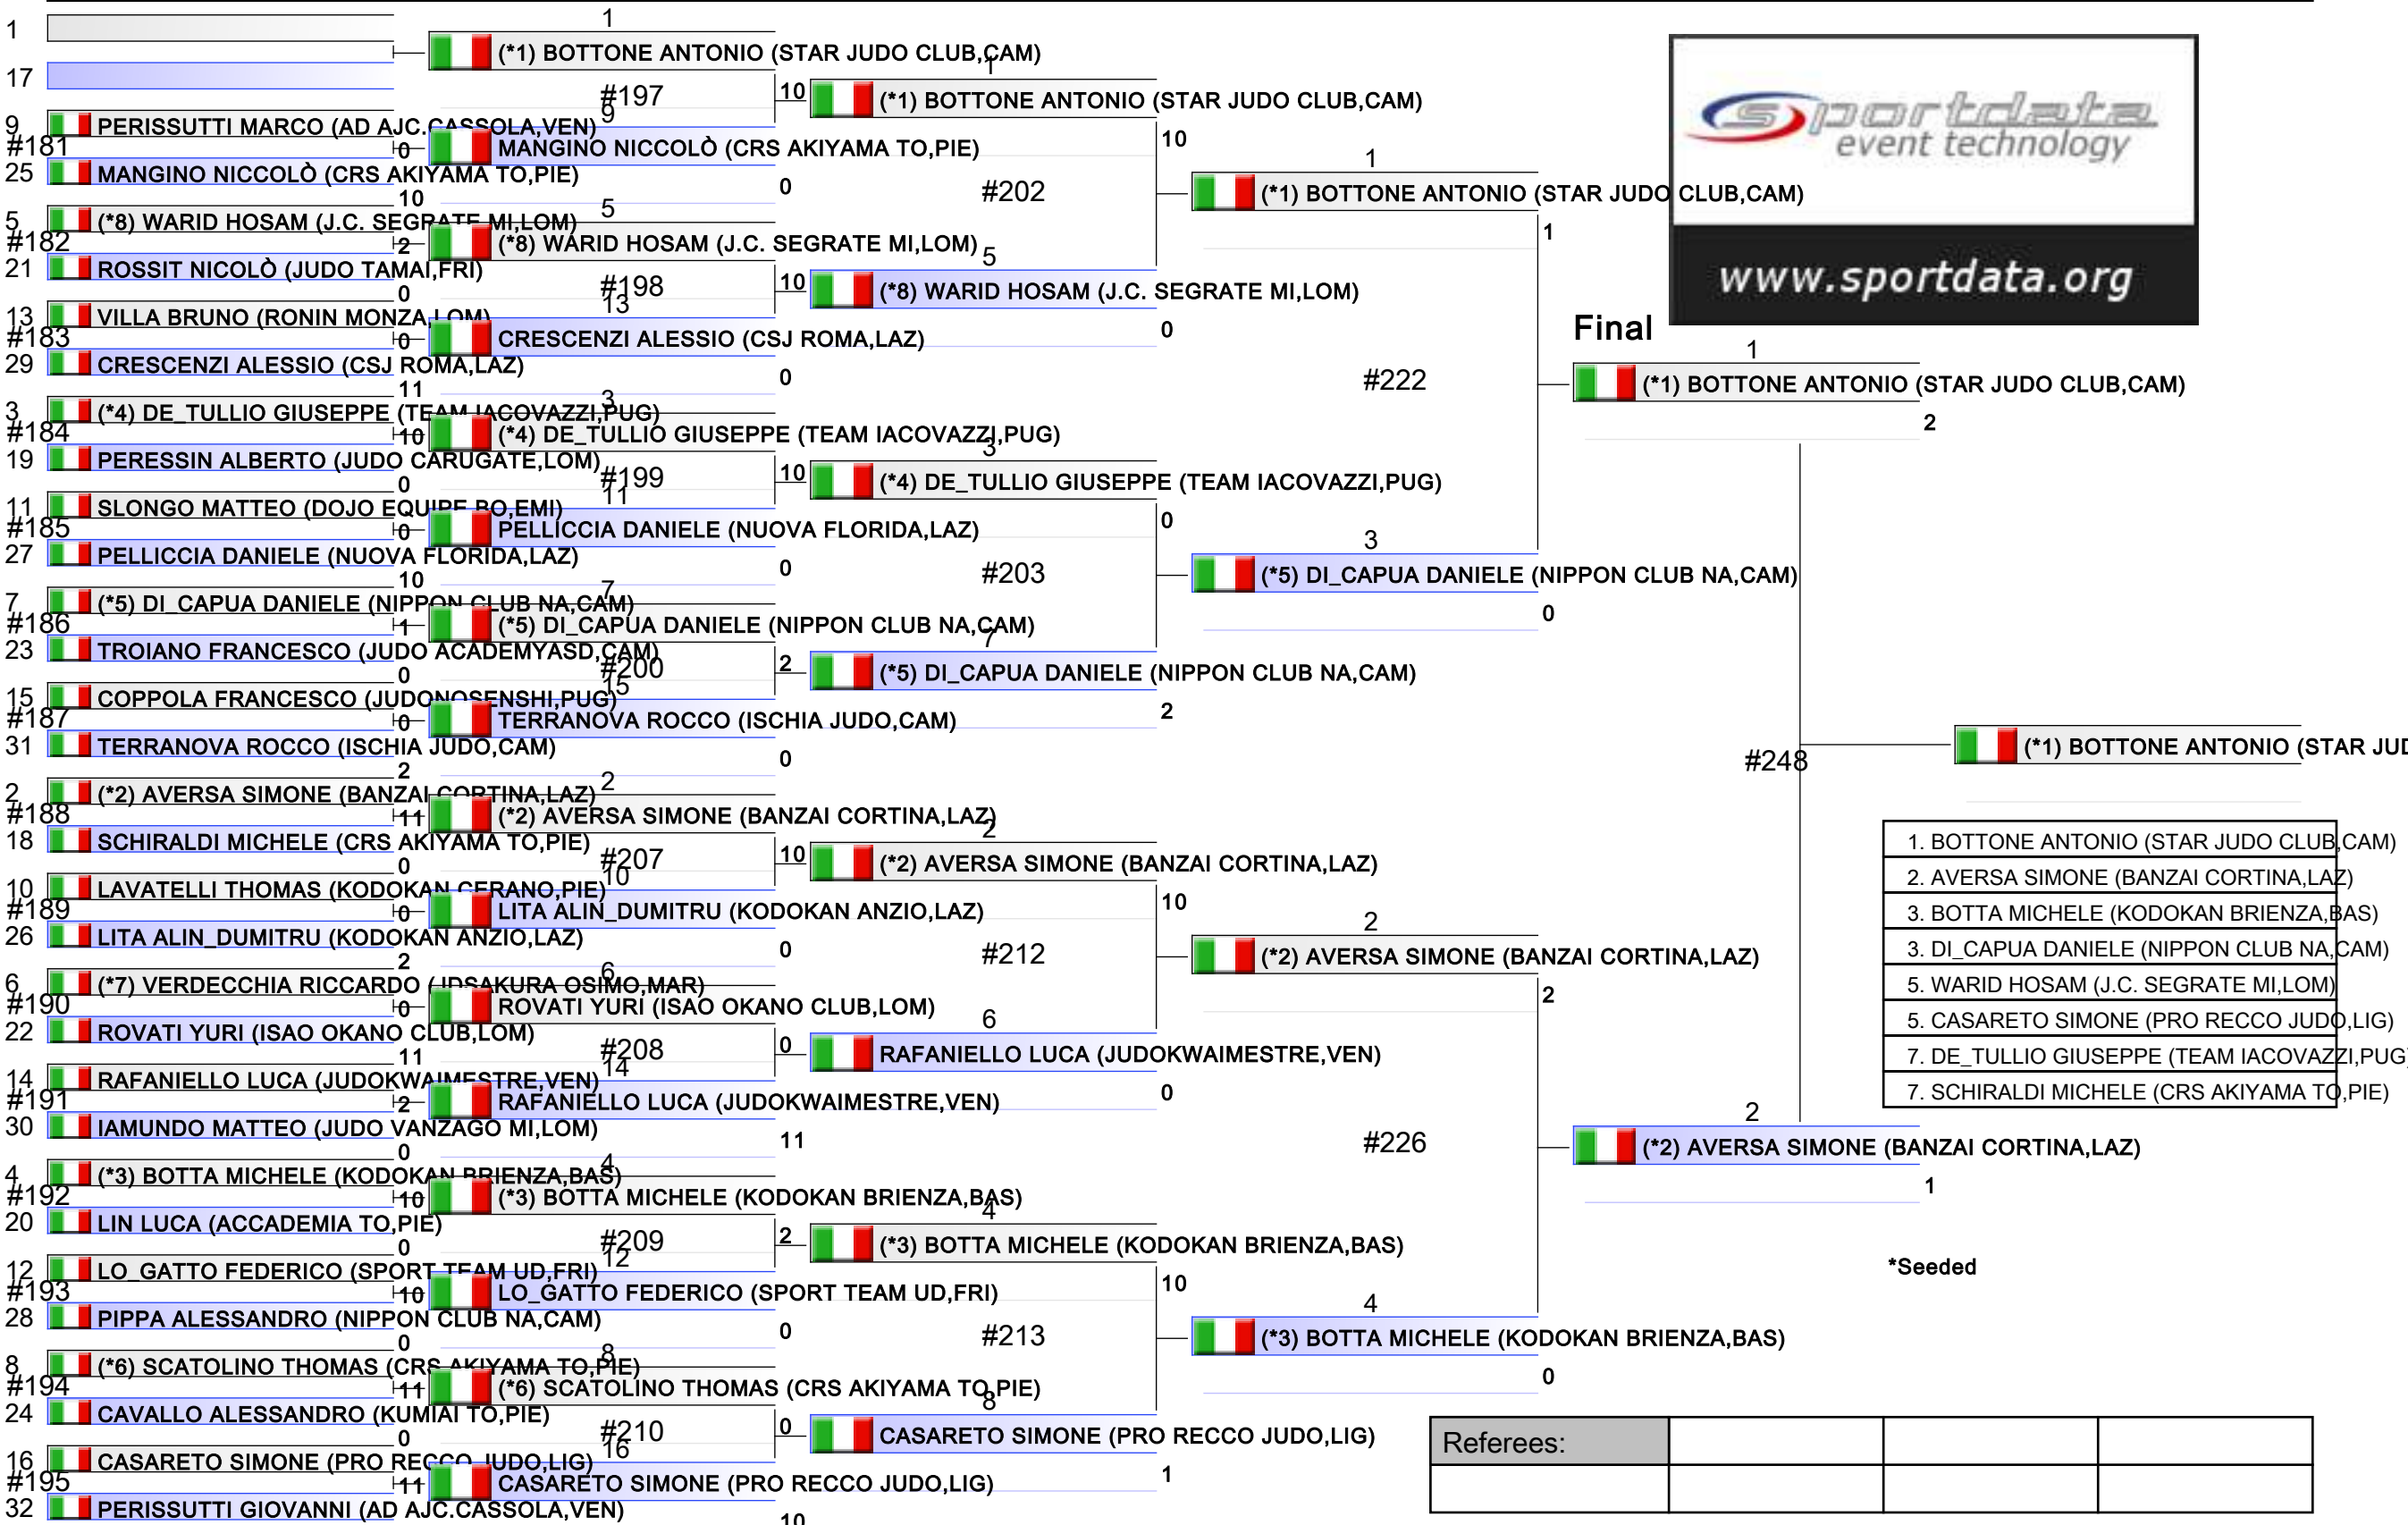 1
17
9 PERISSUTTI MARCO (AD AJC.CASSOLA,VEN) 0
#181
25 MANGINO NICCOLÒ (CRS AKIYAMA TO,PIE) 10
5 (*8) WARID HOSAM (J.C. SEGRATE MI,LOM) 2
#182
21 ROSSIT NICOLÒ (JUDO TAMAI,FRI) 0
13 VILLA BRUNO (RONIN MONZA,LOM) 0
#183
29 CRESCENZI ALESSIO (CSJ ROMA,LAZ) 11
3 (*4) DE_TULLIO GIUSEPPE (TEAM IACOVAZZI,PUG) 10
#184
19 PERESSIN ALBERTO (JUDO CARUGATE,LOM) 0
11 SLONGO MATTEO (DOJO EQUIPE BO,EMI) 0
#185
27 PELLICCIA DANIELE (NUOVA FLORIDA,LAZ) 10
7 (*5) DI_CAPUA DANIELE (NIPPON CLUB NA,CAM) 1
#186
23 TROIANO FRANCESCO (JUDO ACADEMYASD,CAM) 0
15 COPPOLA FRANCESCO (JUDONOSENSHI,PUG) 0
#187
31 TERRANOVA ROCCO (ISCHIA JUDO,CAM) 2
2 (*2) AVERSA SIMONE (BANZAI CORTINA,LAZ) 11
#188
18 SCHIRALDI MICHELE (CRS AKIYAMA TO,PIE) 0
10 LAVATELLI THOMAS (KODOKAN CERANO,PIE) 0
#189
26 LITA ALIN_DUMITRU (KODOKAN ANZIO,LAZ) 2
6 (*7) VERDECCHIA RICCARDO (JDSAKURA OSIMO,MAR) 0
#190
22 ROVATI YURI (ISAO OKANO CLUB,LOM) 11
14 RAFANIELLO LUCA (JUDOKWAIMESTRE,VEN) 2
#191
30 IAMUNDO MATTEO (JUDO VANZAGO MI,LOM) 0
4 (*3) BOTTA MICHELE (KODOKAN BRIENZA,BAS) 10
#192
20 LIN LUCA (ACCADEMIA TO,PIE) 0
12 LO_GATTO FEDERICO (SPORT TEAM UD,FRI) 10
#193
28 PIPPA ALESSANDRO (NIPPON CLUB NA,CAM) 0
8 (*6) SCATOLINO THOMAS (CRS AKIYAMA TO,PIE) 11
#194
24 CAVALLO ALESSANDRO (KUMIAI TO,PIE) 0
16 CASARETO SIMONE (PRO RECCO JUDO,LIG) 11
#195
32 PERISSUTTI GIOVANNI (AD AJC.CASSOLA,VEN)
1
(*1) BOTTONE ANTONIO (STAR JUDO CLUB,CAM)
#197 10
9
MANGINO NICCOLÒ (CRS AKIYAMA TO,PIE)
0
5
(*8) WARID HOSAM (J.C. SEGRATE MI,LOM)
#198 10
13
CRESCENZI ALESSIO (CSJ ROMA,LAZ)
0
3
(*4) DE_TULLIO GIUSEPPE (TEAM IACOVAZZI,PUG)
#199 10
11
PELLICCIA DANIELE (NUOVA FLORIDA,LAZ)
0
7
(*5) DI_CAPUA DANIELE (NIPPON CLUB NA,CAM)
#200 2
15
TERRANOVA ROCCO (ISCHIA JUDO,CAM)
0
2
(*2) AVERSA SIMONE (BANZAI CORTINA,LAZ)
#207 10
10
LITA ALIN_DUMITRU (KODOKAN ANZIO,LAZ)
0
6
ROVATI YURI (ISAO OKANO CLUB,LOM)
#208 0
14
RAFANIELLO LUCA (JUDOKWAIMESTRE,VEN)
11
4
(*3) BOTTA MICHELE (KODOKAN BRIENZA,BAS)
#209 2
12
LO_GATTO FEDERICO (SPORT TEAM UD,FRI)
0
8
(*6) SCATOLINO THOMAS (CRS AKIYAMA TO,PIE)
#210 0
16
CASARETO SIMONE (PRO RECCO JUDO,LIG)
10
1
(*1) BOTTONE ANTONIO (STAR JUDO CLUB,CAM)
10
#202
5
(*8) WARID HOSAM (J.C. SEGRATE MI,LOM)
0
3
(*4) DE_TULLIO GIUSEPPE (TEAM IACOVAZZI,PUG)
0
#203
7
(*5) DI_CAPUA DANIELE (NIPPON CLUB NA,CAM)
2
2
(*2) AVERSA SIMONE (BANZAI CORTINA,LAZ)
10
#212
6
RAFANIELLO LUCA (JUDOKWAIMESTRE,VEN)
0
4
(*3) BOTTA MICHELE (KODOKAN BRIENZA,BAS)
10
#213
8
CASARETO SIMONE (PRO RECCO JUDO,LIG)
1
1
(*1) BOTTONE ANTONIO (STAR JUDO CLUB,CAM)
1
#222
3
(*5) DI_CAPUA DANIELE (NIPPON CLUB NA,CAM)
0
2
(*2) AVERSA SIMONE (BANZAI CORTINA,LAZ)
2
#226
4
(*3) BOTTA MICHELE (KODOKAN BRIENZA,BAS)
0
sportdata
event technology
www.sportdata.org
Final
1
(*1) BOTTONE ANTONIO (STAR JUDO CLUB,CAM)
2
#248
2
(*2) AVERSA SIMONE (BANZAI CORTINA,LAZ)
1
(*1) BOTTONE ANTONIO (STAR JUD
1. BOTTONE ANTONIO (STAR JUDO CLUB,CAM)
2. AVERSA SIMONE (BANZAI CORTINA,LAZ)
3. BOTTA MICHELE (KODOKAN BRIENZA,BAS)
3. DI_CAPUA DANIELE (NIPPON CLUB NA,CAM)
5. WARID HOSAM (J.C. SEGRATE MI,LOM)
5. CASARETO SIMONE (PRO RECCO JUDO,LIG)
7. DE_TULLIO GIUSEPPE (TEAM IACOVAZZI,PUG)
7. SCHIRALDI MICHELE (CRS AKIYAMA TO,PIE)
*Seeded
Referees: